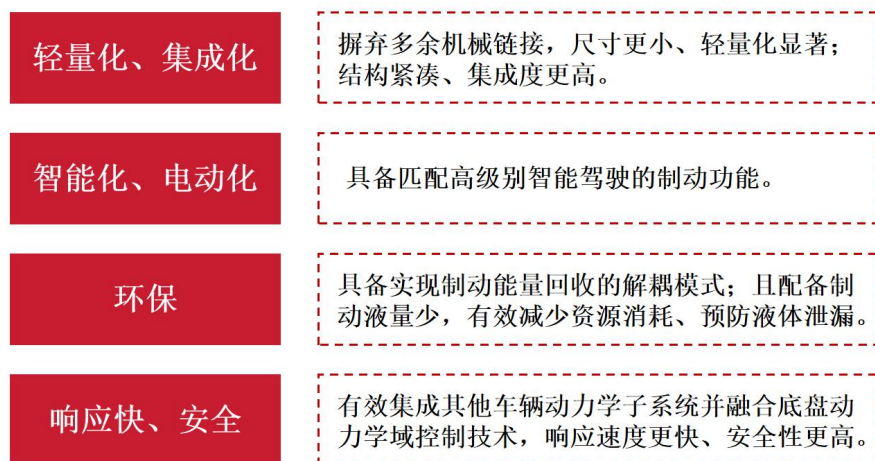 轻量化、集成化
摒弃多余机械链接，尺寸更小、轻量化显著；
结构紧凑、集成度更高。
智能化、电动化
具备匹配高级别智能驾驶的制动功能。
环保
具备实现制动能量回收的解耦模式；且配备制
动液量少，有效减少资源消耗、预防液体泄漏。
响应快、安全
有效集成其他车辆动力学子系统并融合底盘动
力学域控制技术，响应速度更快、安全性更高。